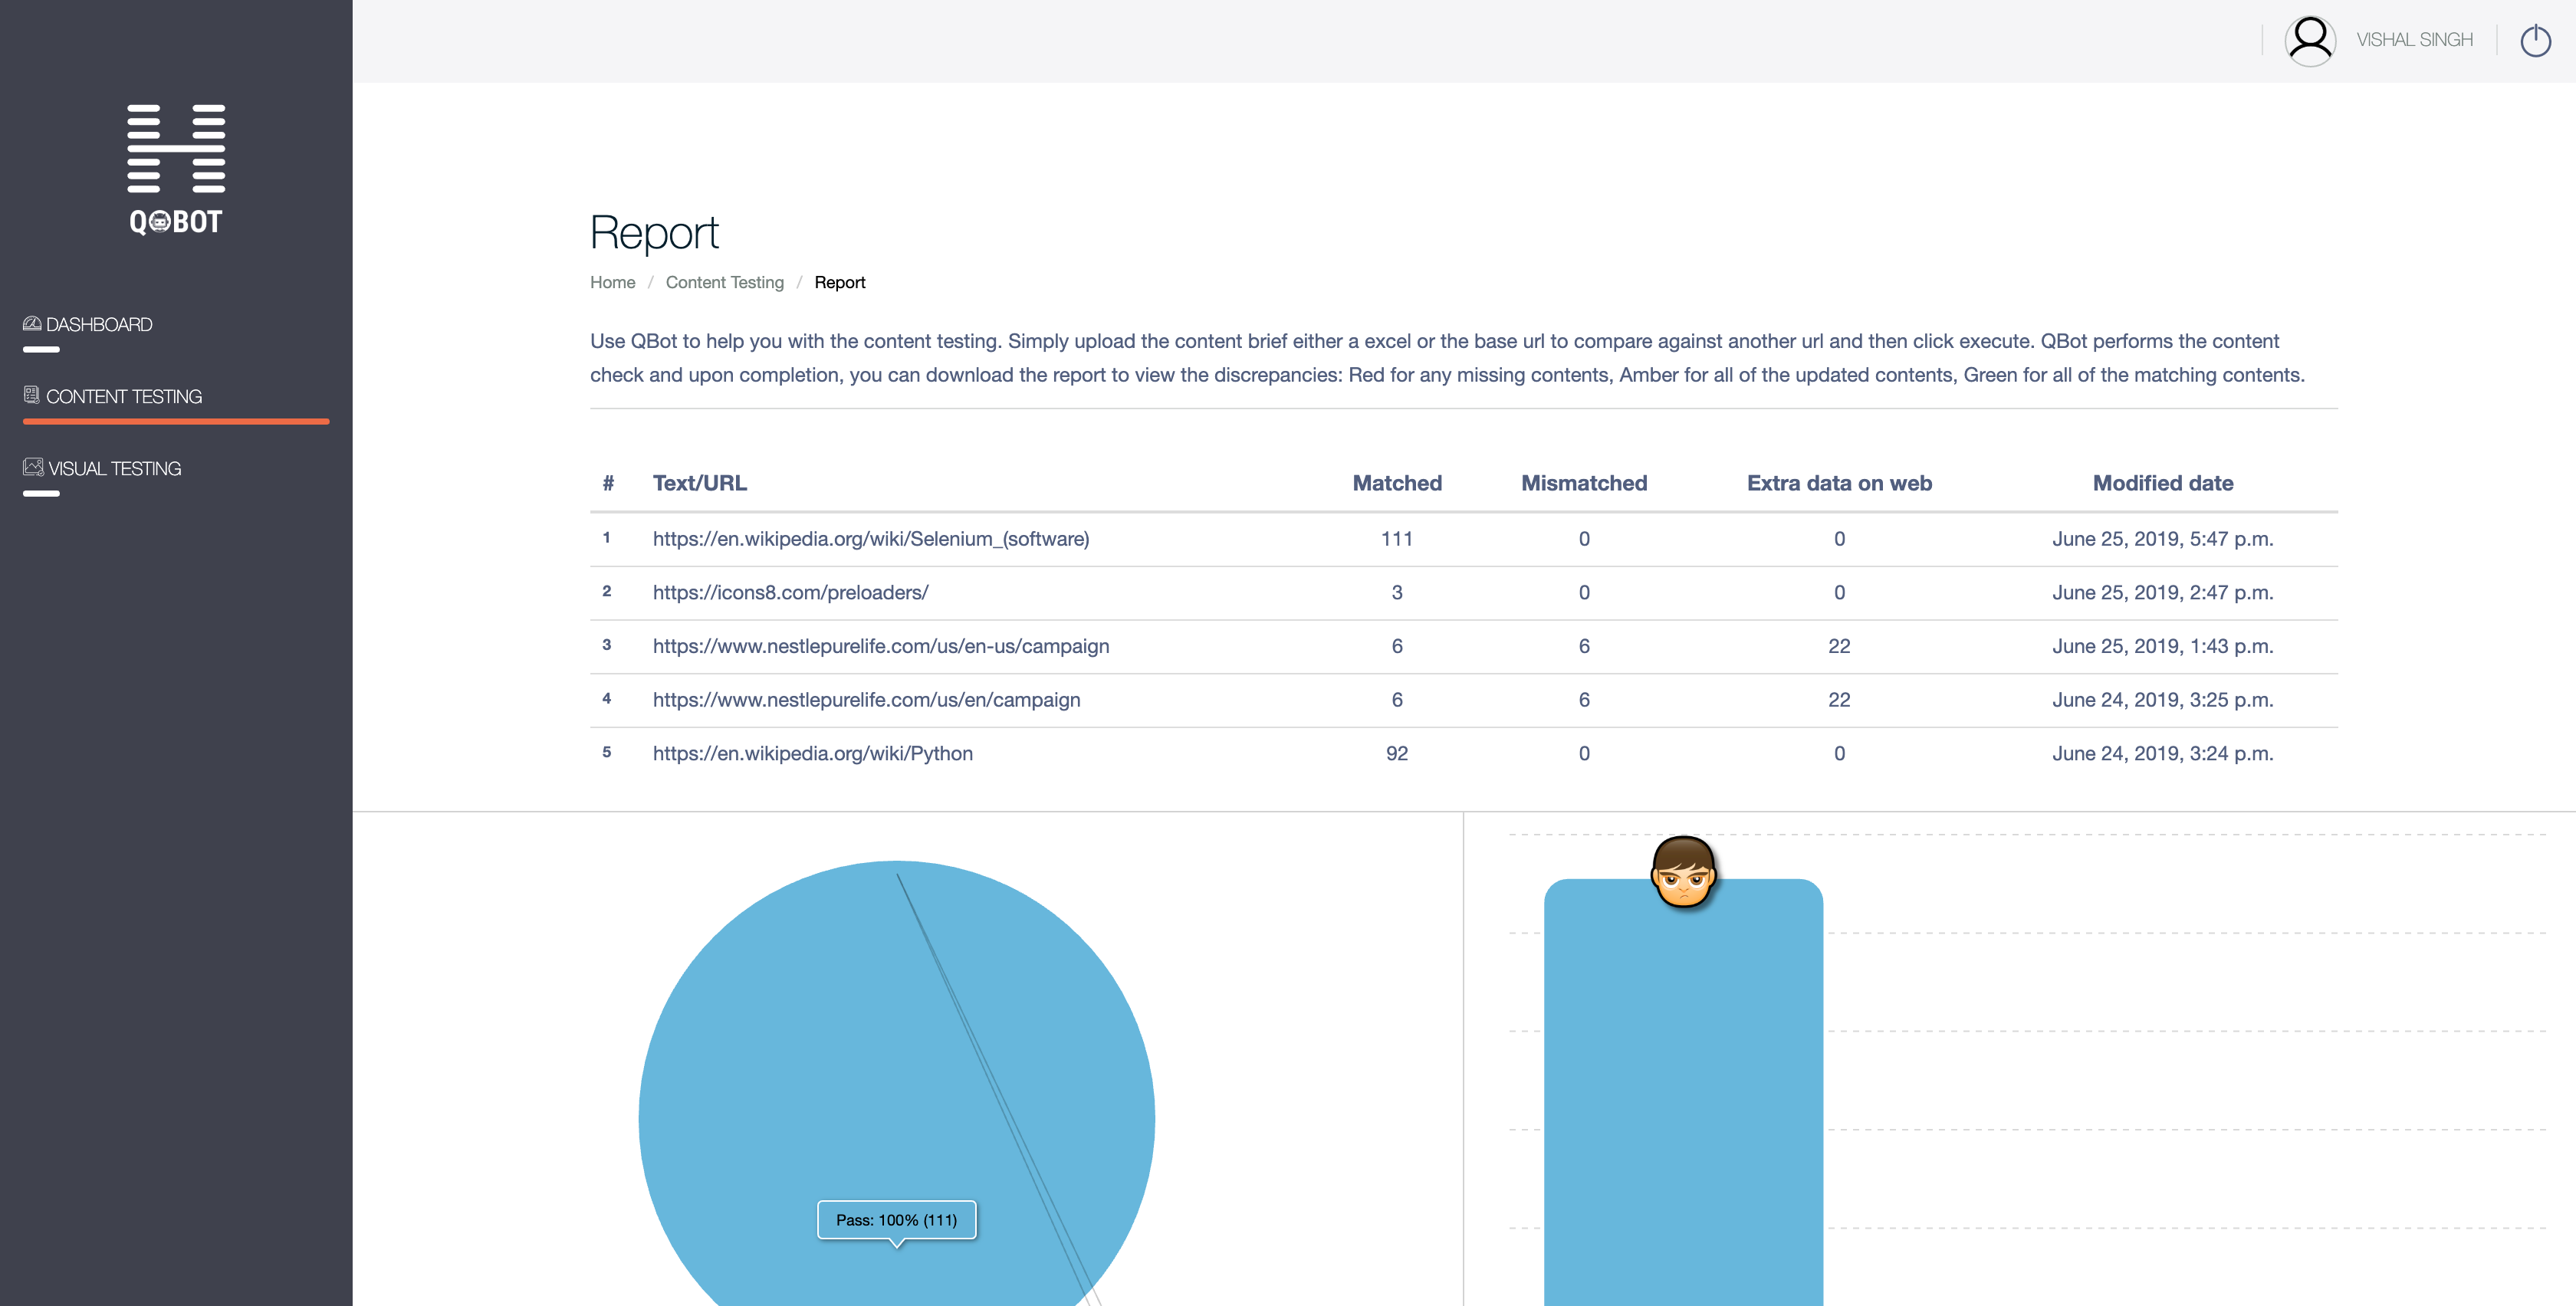 VISHAL SINGH
QBOT
DASHBOARD
CONTENT TESTING
VISUAL TESTING
Report
Home / Content Testing / Report
Use QBot to help you with the content testing. Simply upload the content brief either a excel or the base url to compare against another url and then click execute. QBot performs the content
check and upon completion, you can download the report to view the discrepancies: Red for any missing contents, Amber for all of the updated contents, Green for all of the matching contents.
# Text/URL Matched Mismatched Extra data on web Modified date
1 https://en.wikipedia.org/wiki/Selenium_(software) 111 0 0 June 25, 2019, 5:47 p.m.
2 https://icons8.com/preloaders/ 3 0 0 June 25, 2019, 2:47 p.m.
3 https://www.nestlepurelife.com/us/en-us/campaign 6 6 22 June 25, 2019, 1:43 p.m.
4 https://www.nestlepurelife.com/us/en/campaign 6 6 22 June 24, 2019, 3:25 p.m.
5 https://en.wikipedia.org/wiki/Python 92 0 0 June 24, 2019, 3:24 p.m.
Pass: 100% (111)